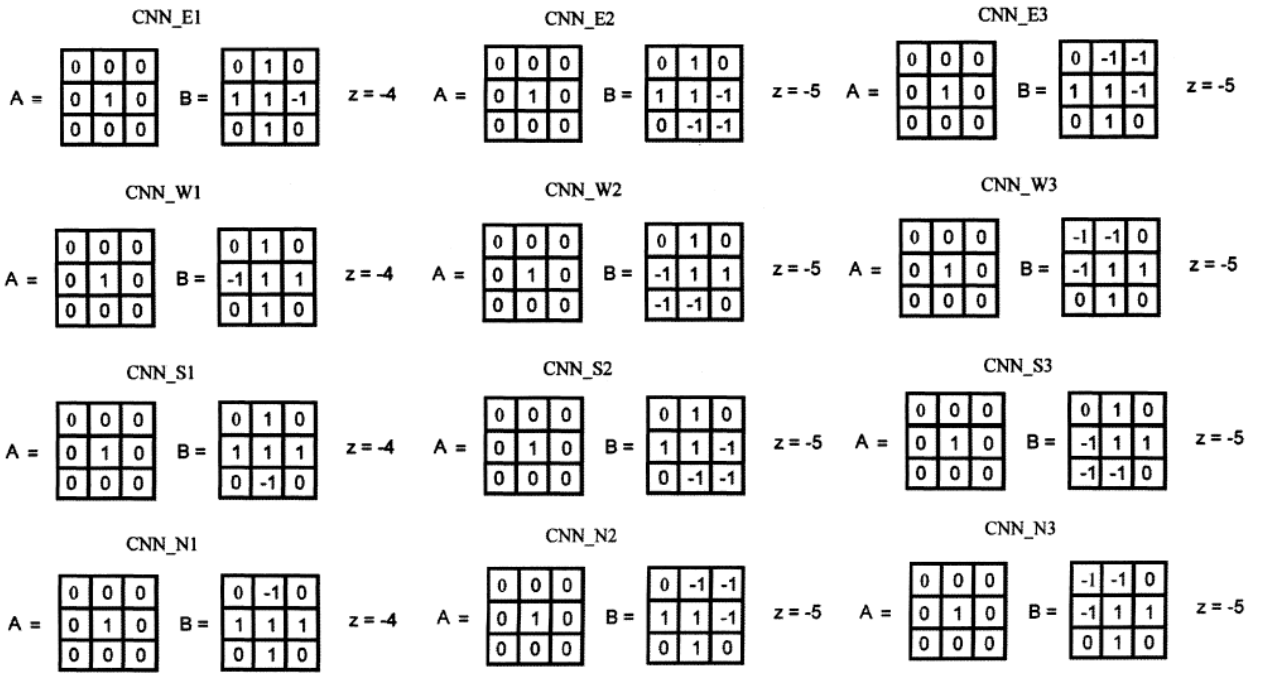 CNN_E1 CNN_E2 CNN_E3
0 0 0 0 1 0 0 0 0 0 1 0 0 0 0 0 -1 -1
A = 0 1 0 B = 1 1 -1 z = -4 A = 0 1 0 B = 1 1 -1 z = -5 A = 0 1 0 B = 1 1 -1 z = -5
0 0 0 0 1 0 0 0 0 0 -1 -1 0 0 0 0 1 0
CNN_W1 CNN_W2 CNN_W3
0 0 0 0 1 0 0 0 0 0 1 0 0 0 0 -1 -1 0
A = 0 1 0 B = -1 1 1 z = -4 A = 0 1 0 B = -1 1 1 z = -5 A = 0 1 0 B = -1 1 1 z = -5
0 0 0 0 1 0 0 0 0 -1 -1 0 0 0 0 0 1 0
CNN_S1 CNN_S2 CNN_S3
0 0 0 0 1 0 0 0 0 0 1 0 0 0 0 0 1 0
A = 0 1 0 B = 1 1 1 z = -4 A = 0 1 0 B = 1 1 -1 z = -5 A = 0 1 0 B = -1 1 1 z = -5
0 0 0 0 -1 0 0 0 0 0 -1 -1 0 0 0 -1 -1 0
CNN_N1 CNN_N2 CNN_N3
0 0 0 0 -1 0 0 0 0 0 -1 -1 0 0 0 -1 -1 0
A = 0 1 0 B = 1 1 1 z = -4 A = 0 1 0 B = 1 1 -1 z = -5 A = 0 1 0 B = -1 1 1 z = -5
0 0 0 0 1 0 0 0 0 0 1 0 0 0 0 0 1 0